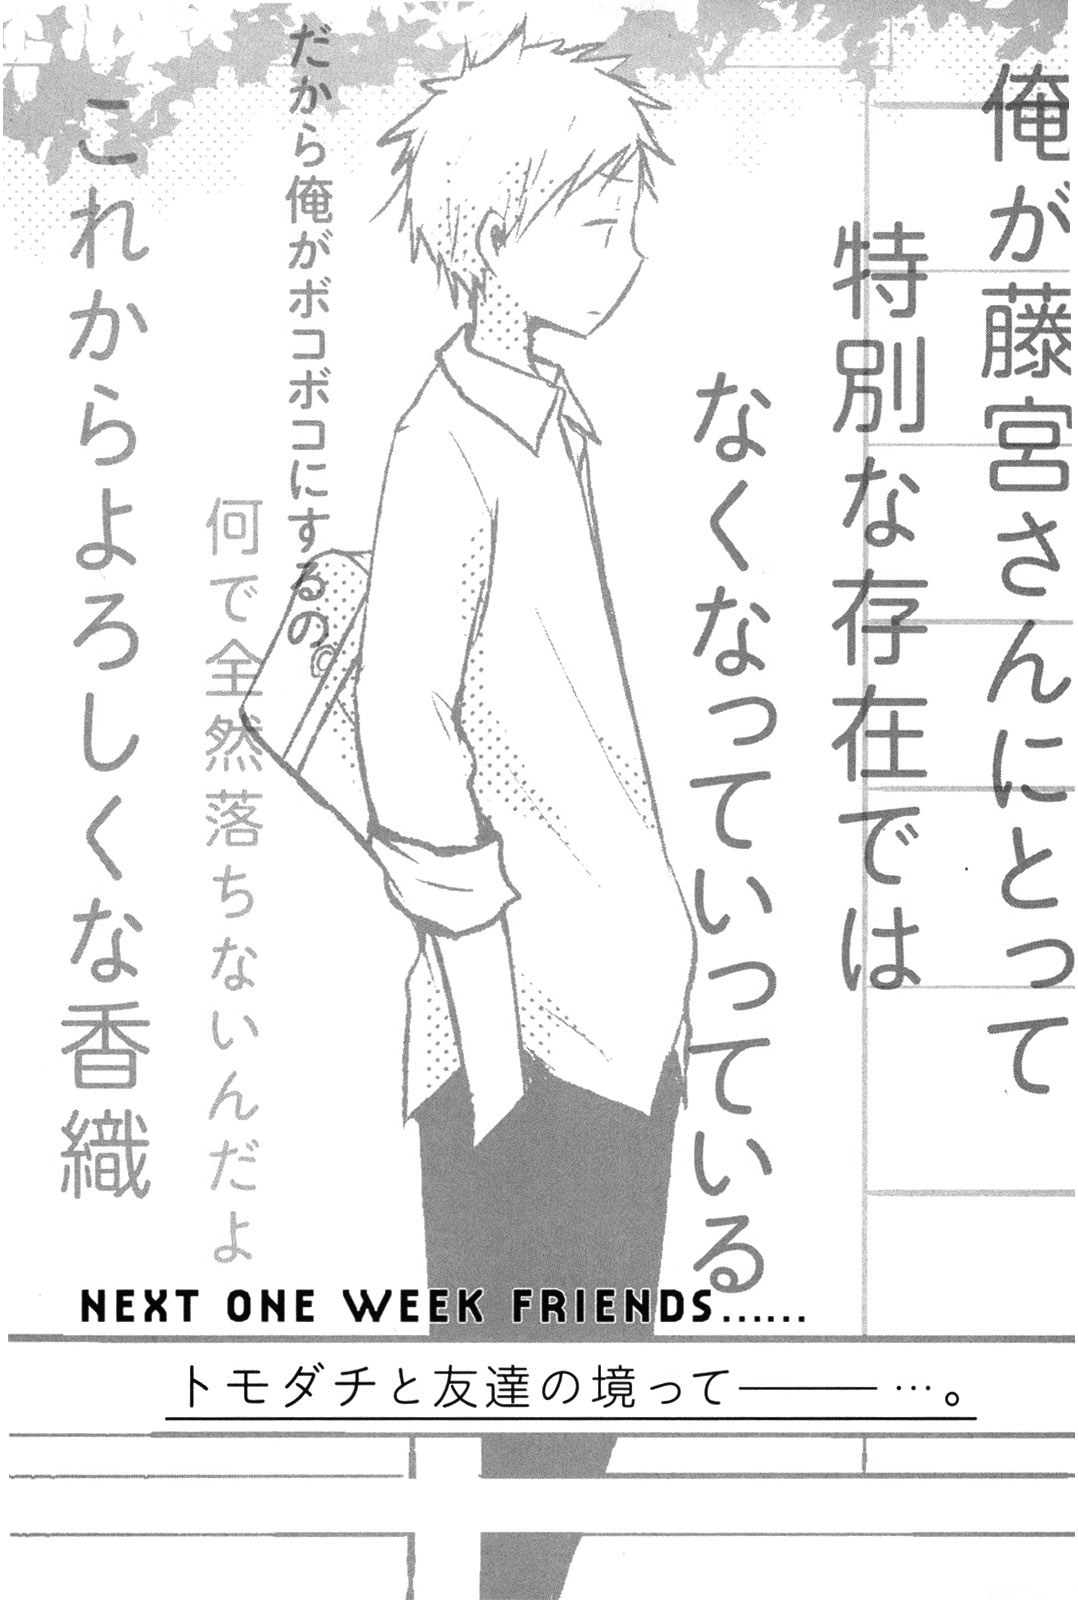 俺が藤宮さんにとって
特別な存在では
なくなっていっている
だから俺がボコボコにするの。
何で全然落ちないんだよ
これからよろしくな香織
NEXT ONE WEEK FRIENDS……
トモダチと友達の境って――― …。